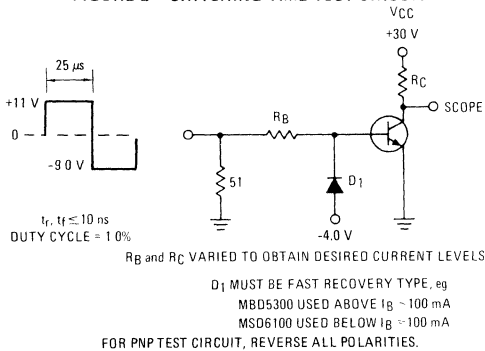 VCC
+30 V
25 μs
RC
+11 V
SCOPE
RB
0
-9.0 V
51
D1
tr, tf ≤ 10 ns
DUTY CYCLE = 1.0%
-4.0 V
RB and RC VARIED TO OBTAIN DESIRED CURRENT LEVELS
D1 MUST BE FAST RECOVERY TYPE, eg
MBD5300 USED ABOVE IB ~100 mA
MSD6100 USED BELOW IB ~100 mA
FOR PNP TEST CIRCUIT, REVERSE ALL POLARITIES.